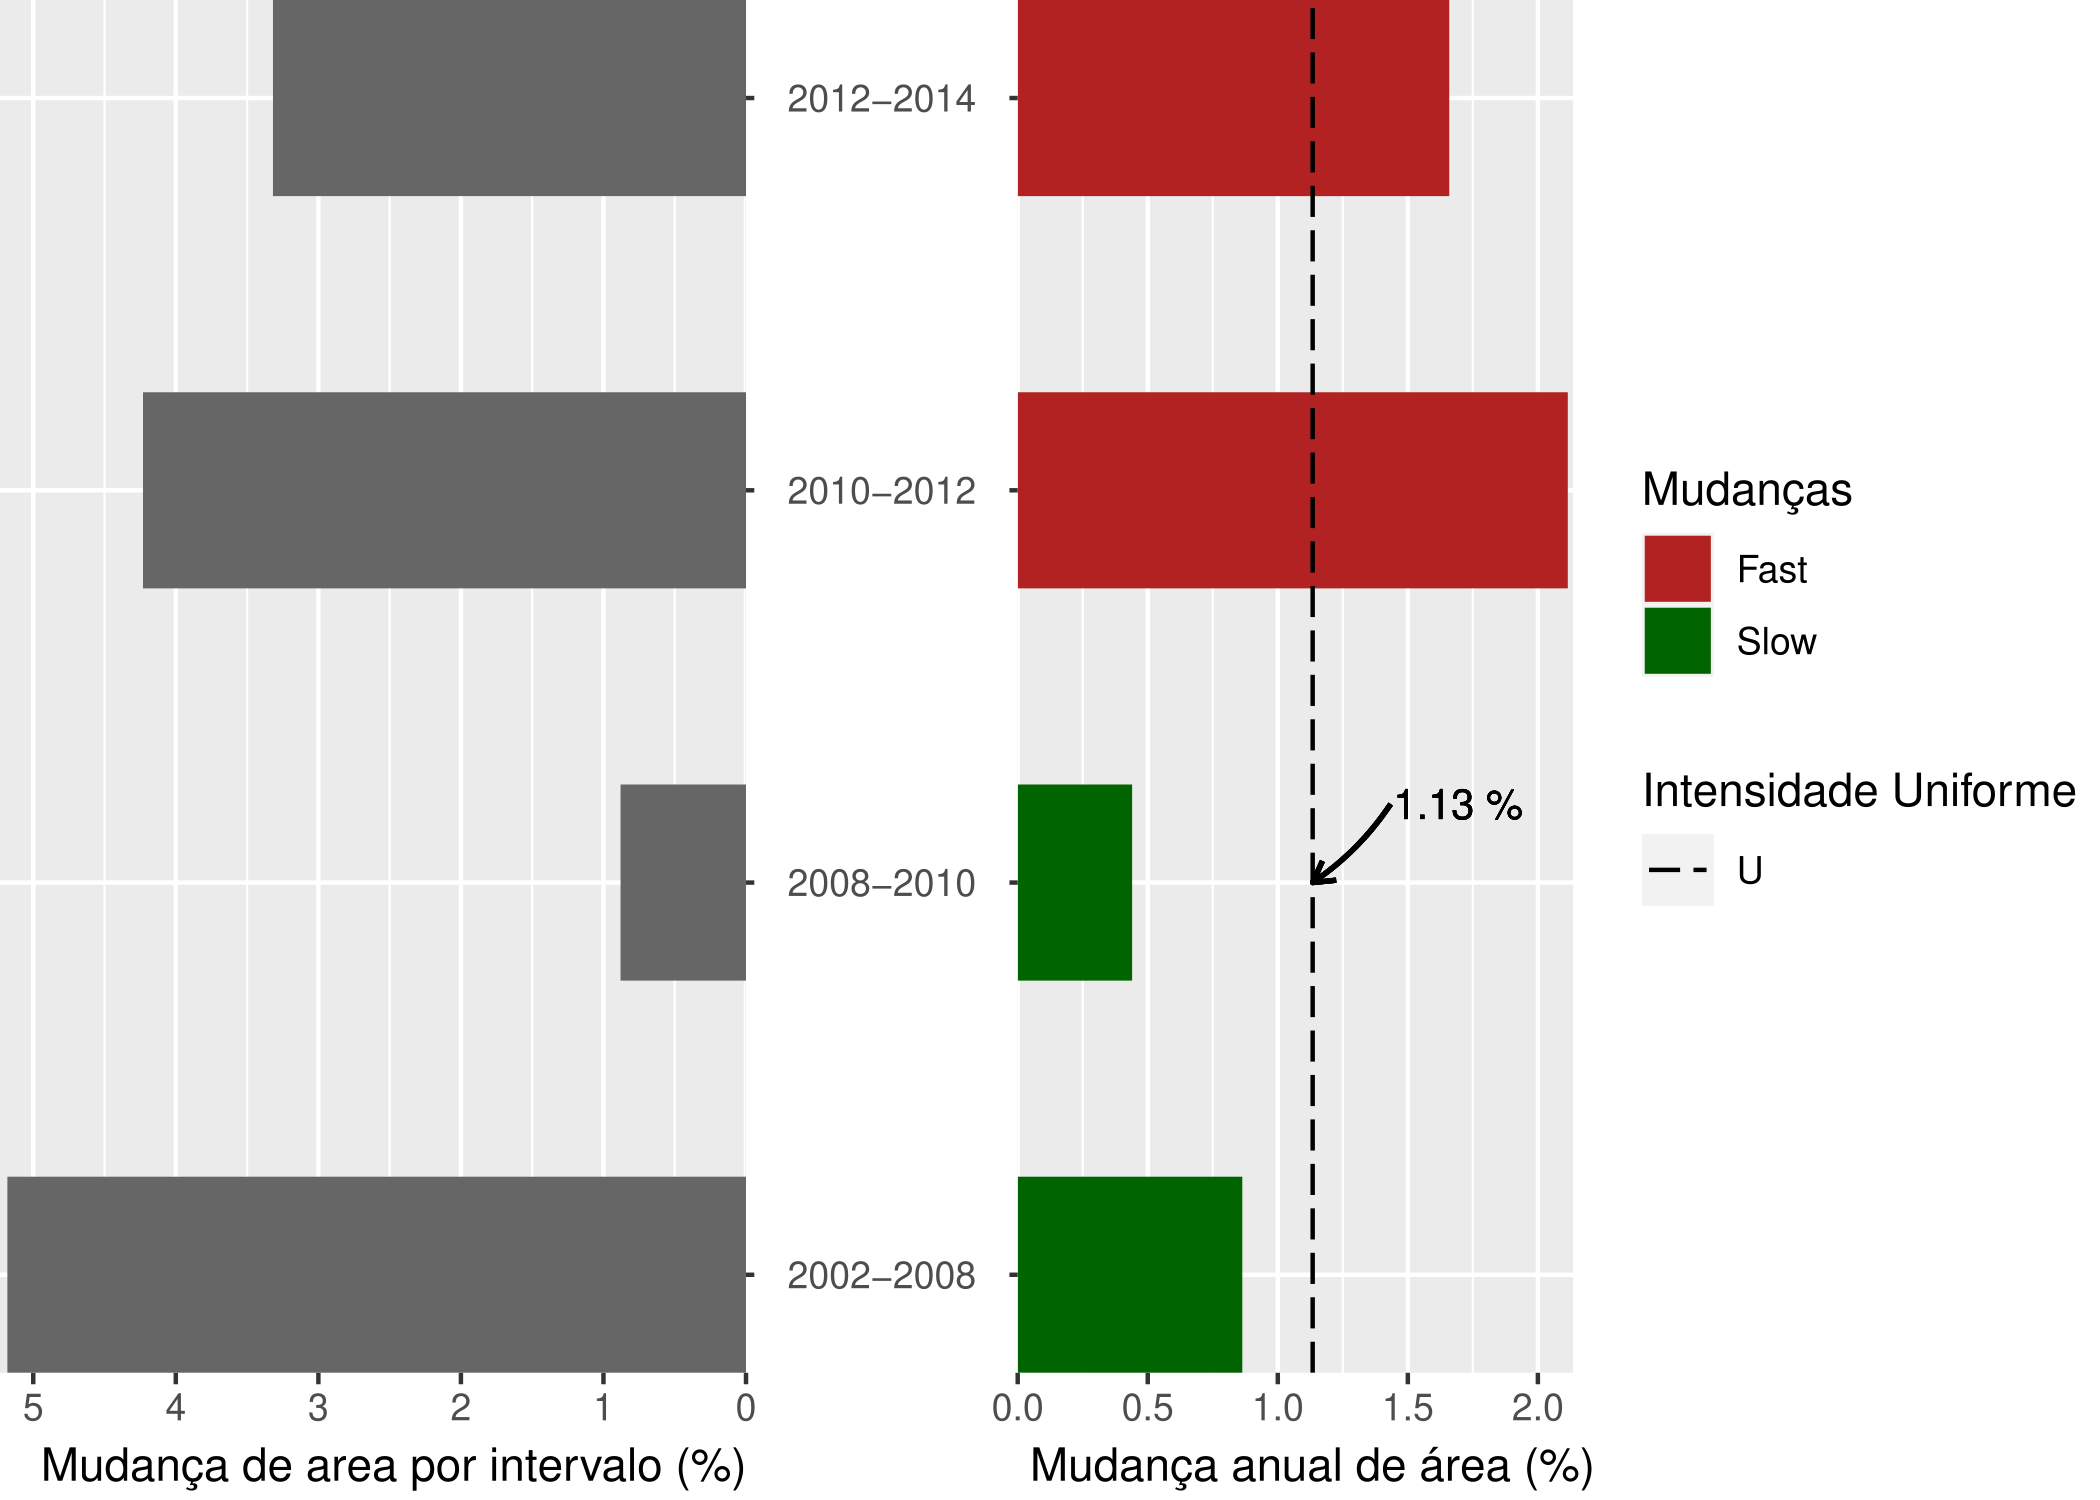 2012–2014
2010–2012
2008–2010
2002–2008
5 4 3 2 1 0
Mudança de area por intervalo (%)
1.13 %
0.0 0.5 1.0 1.5 2.0
Mudança anual de área (%)
Mudanças
Fast
Slow
Intensidade Uniforme
U